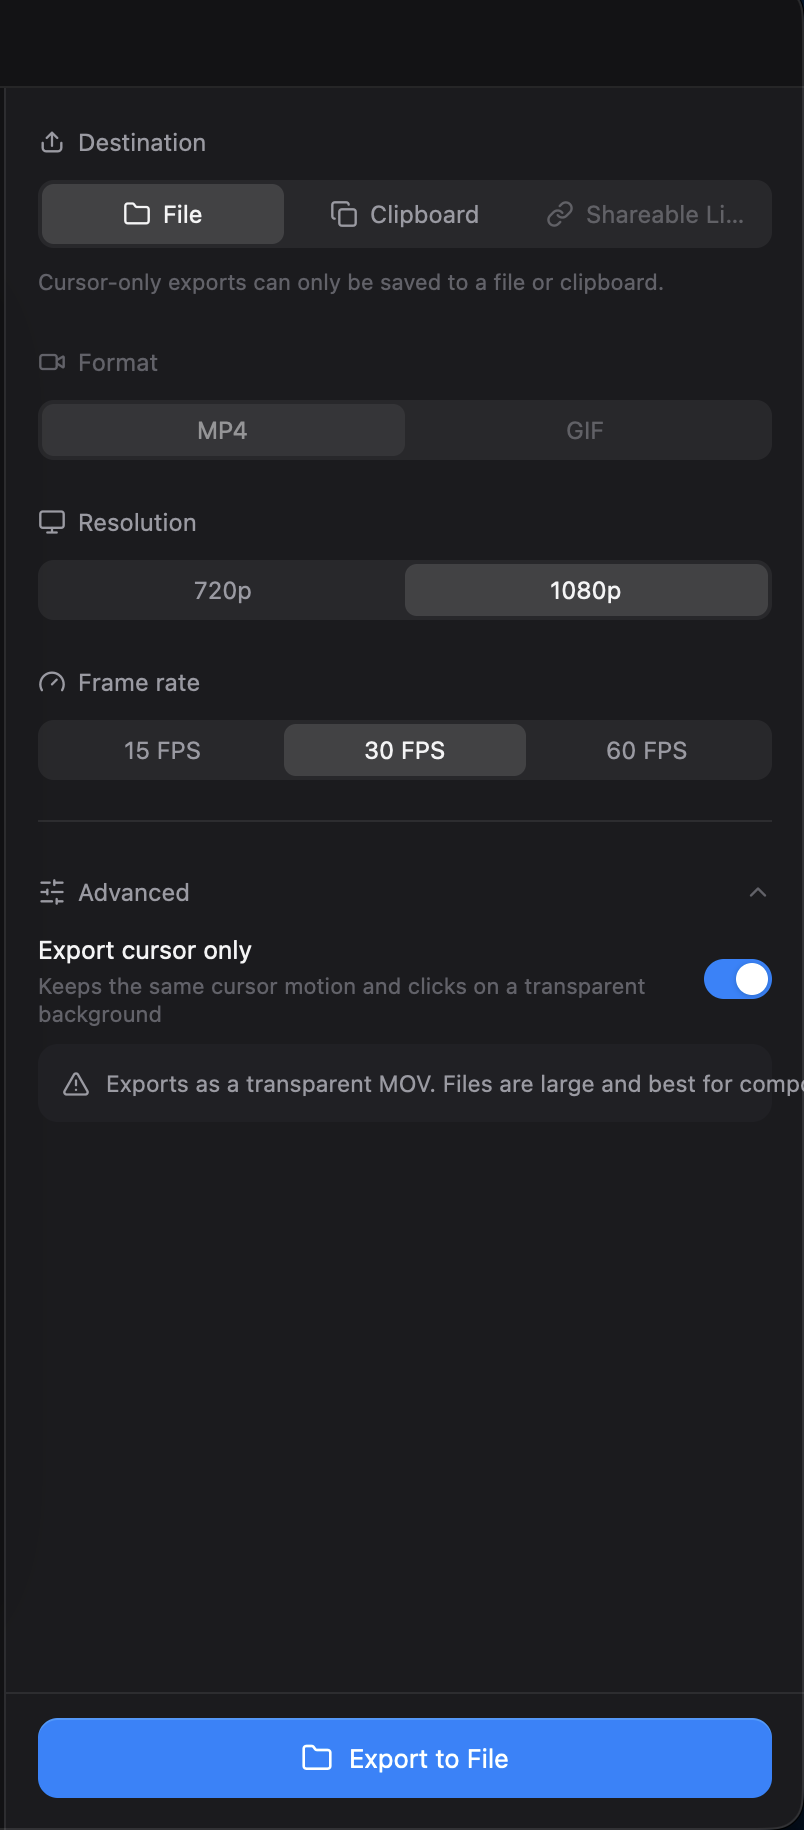 Destination
File
Clipboard
Shareable Li...
Cursor-only exports can only be saved to a file or clipboard.
Format
MP4
GIF
Resolution
720p
1080p
Frame rate
15 FPS
30 FPS
60 FPS
Advanced
Export cursor only
Keeps the same cursor motion and clicks on a transparent
background
Exports as a transparent MOV. Files are large and best for
Export to File